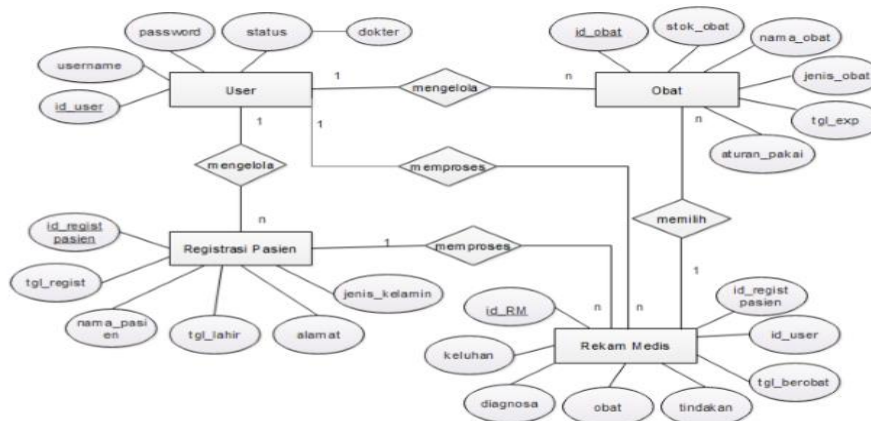 password
status
dokter
username
id_user
User
1
mengelola
n
id_obat
stok_obat
nama_obat
jenis_obat
tgl_exp
aturan_pakai
Obat
1
1
n
mengelola
memproses
memilih
n
1
id_regist
pasien
Registrasi Pasien
1
memproses
tgl_regist
nama_pasi
en
tgl_lahir
alamat
jenis_kelamin
n
n
id_RM
id_regist
pasien
Rekam Medis
id_user
keluhan
tgl_berobat
diagnosa
obat
tindakan